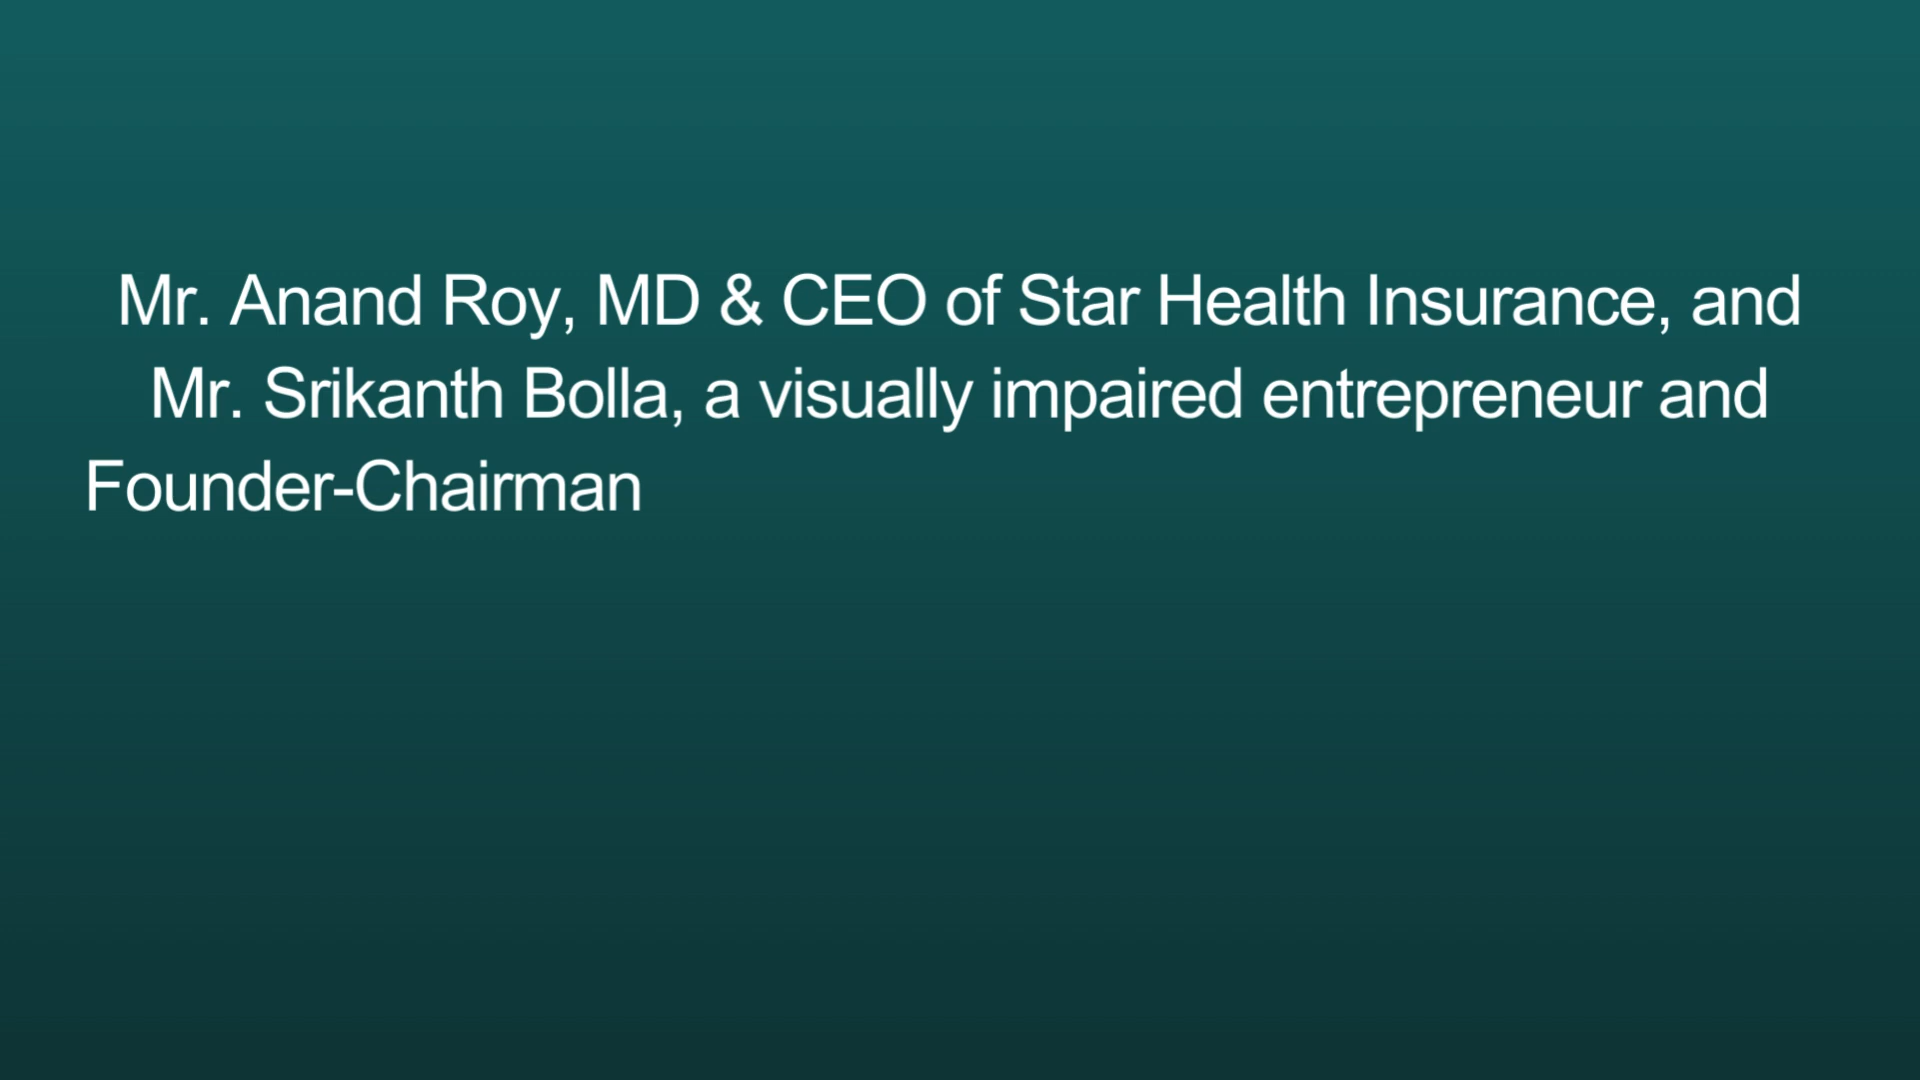 Mr. Anand Roy, MD & CEO of Star Health Insurance, and
Mr. Srikanth Bolla, a visually impaired entrepreneur and
Founder-Chairman